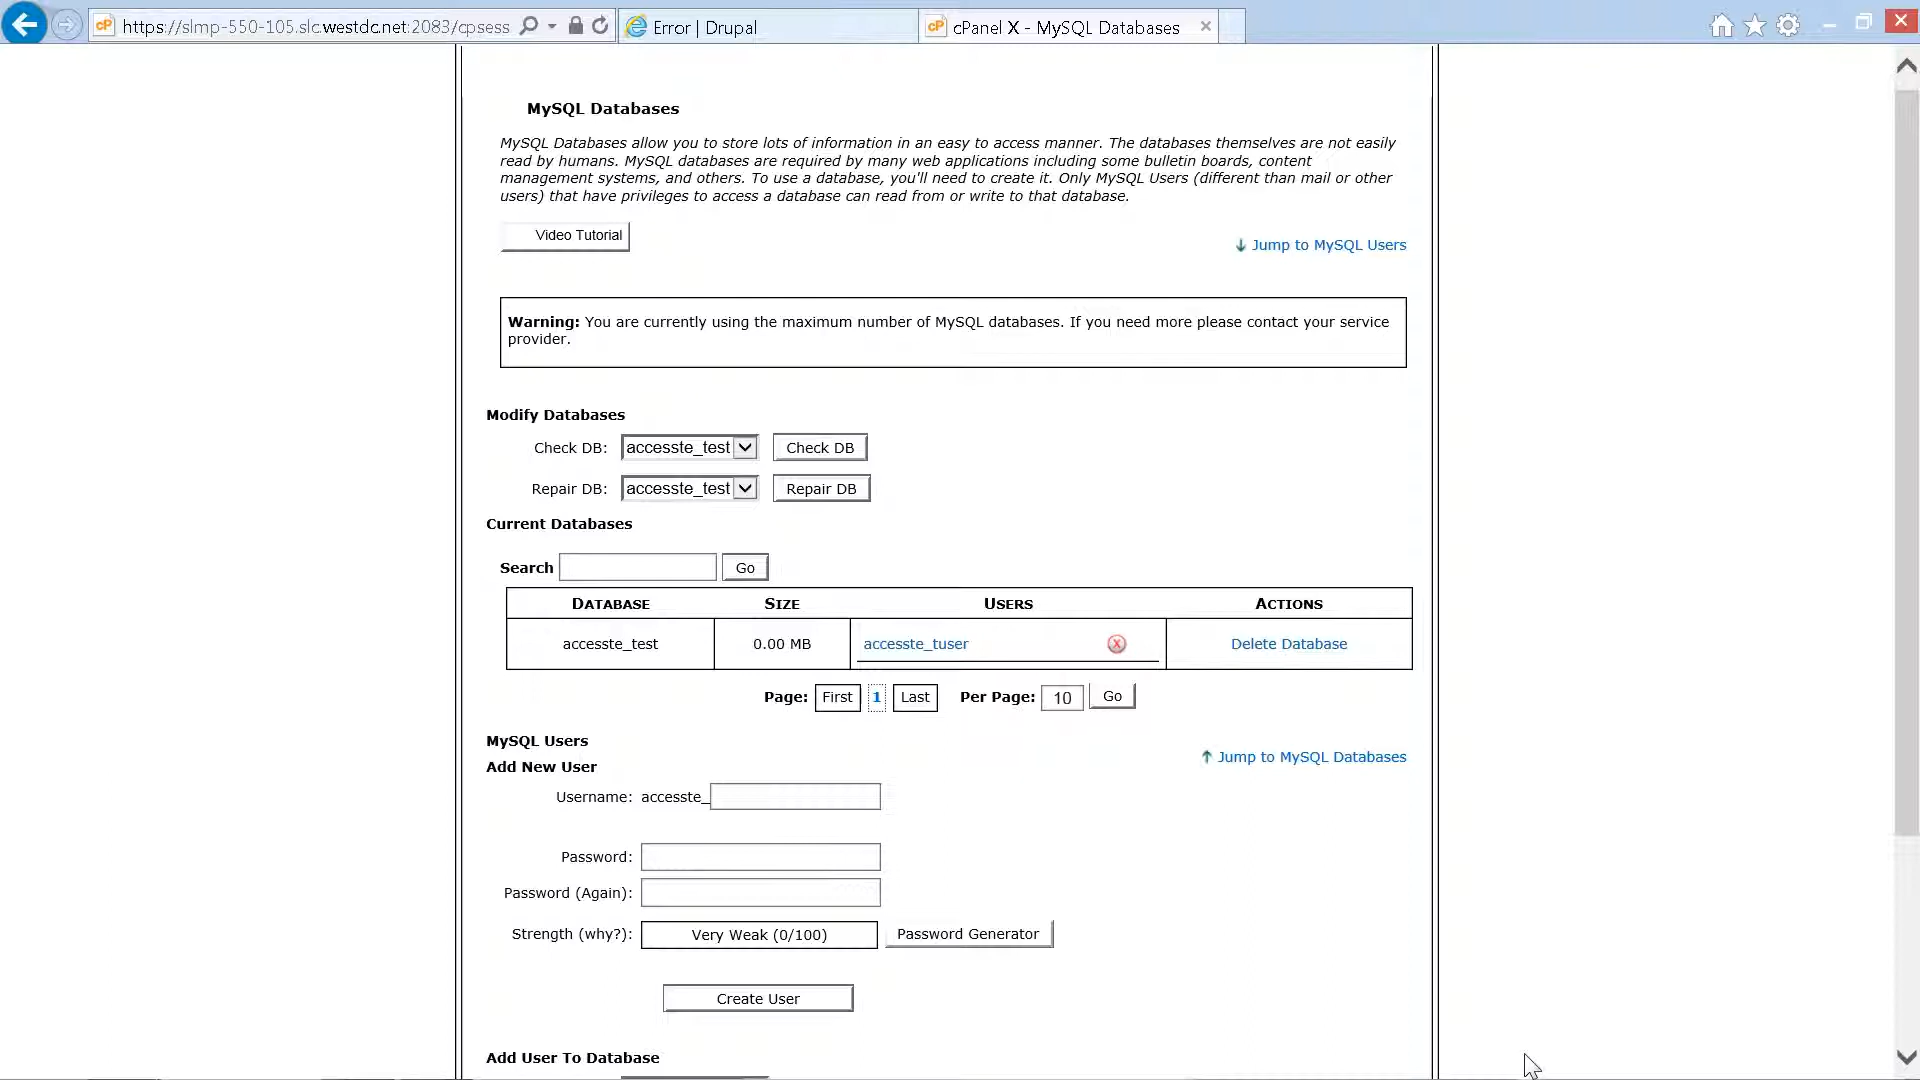 https://slmp-550-105.slc.westdc.net:2083/cpsess
Error | Drupal
cPanel X - MySQL Databases
MySQL Databases
MySQL Databases allow you to store lots of information in an easy to access manner. The databases themselves are not easily
read by humans. MySQL databases are required by many web applications including some bulletin boards, content
management systems, and others. To use a database, you'll need to create it. Only MySQL Users (different than mail or other
users) that have privileges to access a database can read from or write to that database.
Video Tutorial
Jump to MySQL Users
Warning: You are currently using the maximum number of MySQL databases. If you need more please contact your service
provider.
Modify Databases
Check DB: accesste_test Check DB
Repair DB: accesste_test Repair DB
Current Databases
Search Go
DATABASE SIZE USERS ACTIONS
accesste_test 0.00 MB accesste_tuser Delete Database
Page: First 1 Last Per Page: 10 Go
MySQL Users
Jump to MySQL Databases
Add New User
Username: accesste_
Password:
Password (Again):
Strength (why?): Very Weak (0/100) Password Generator
Create User
Add User To Database